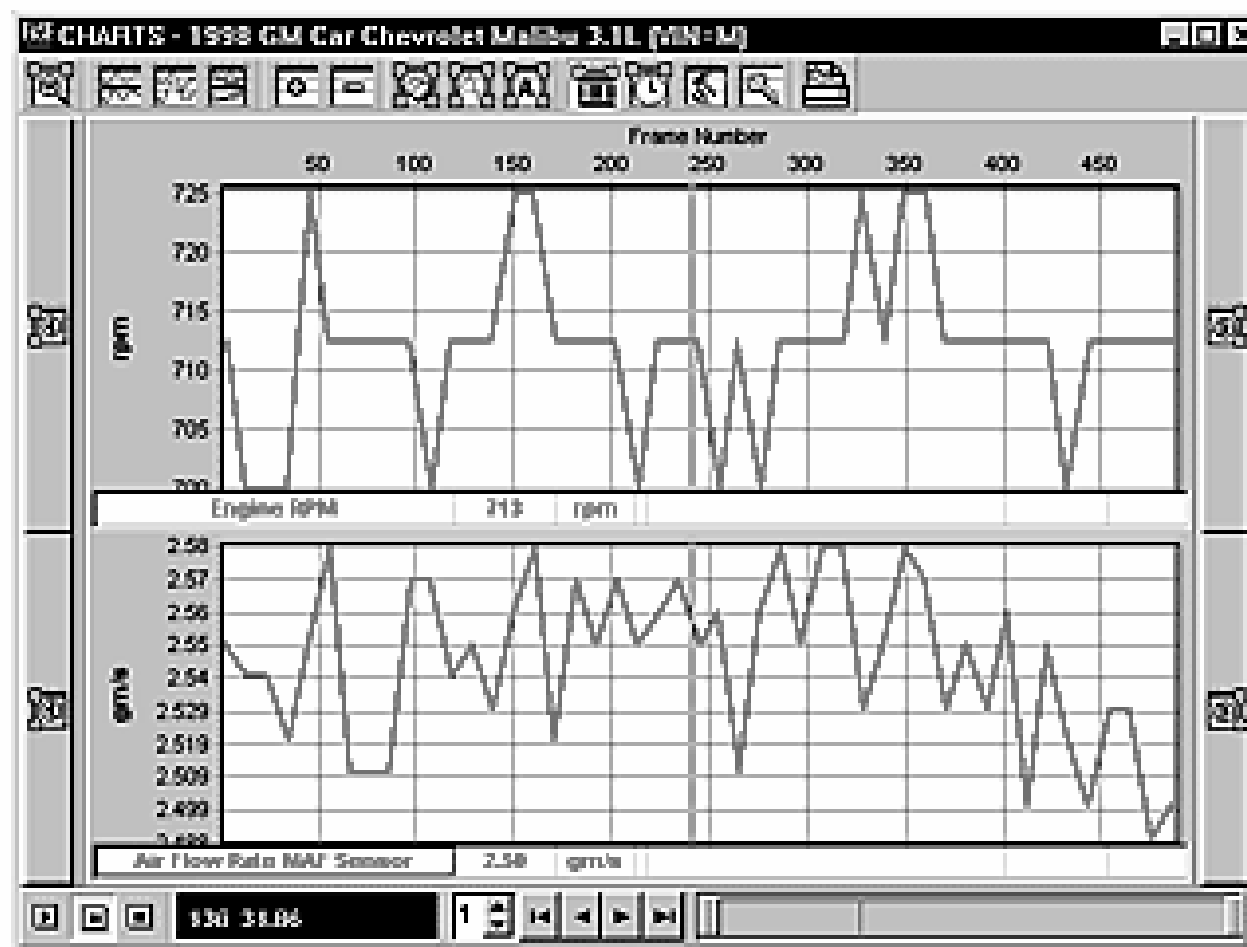 CHARTS - 1998 GM Car Chevrolet Malibu 3.1L (VIN=M)
Frame Number
50 100 150 200 250 300 350 400 450
725
720
715
710
705
700
rpm
Engine RPM 713 rpm
2.58
2.57
2.56
2.55
2.54
2.529
2.519
2.509
2.499
gm/s
Air Flow Rate MAF Sensor gm/s
1